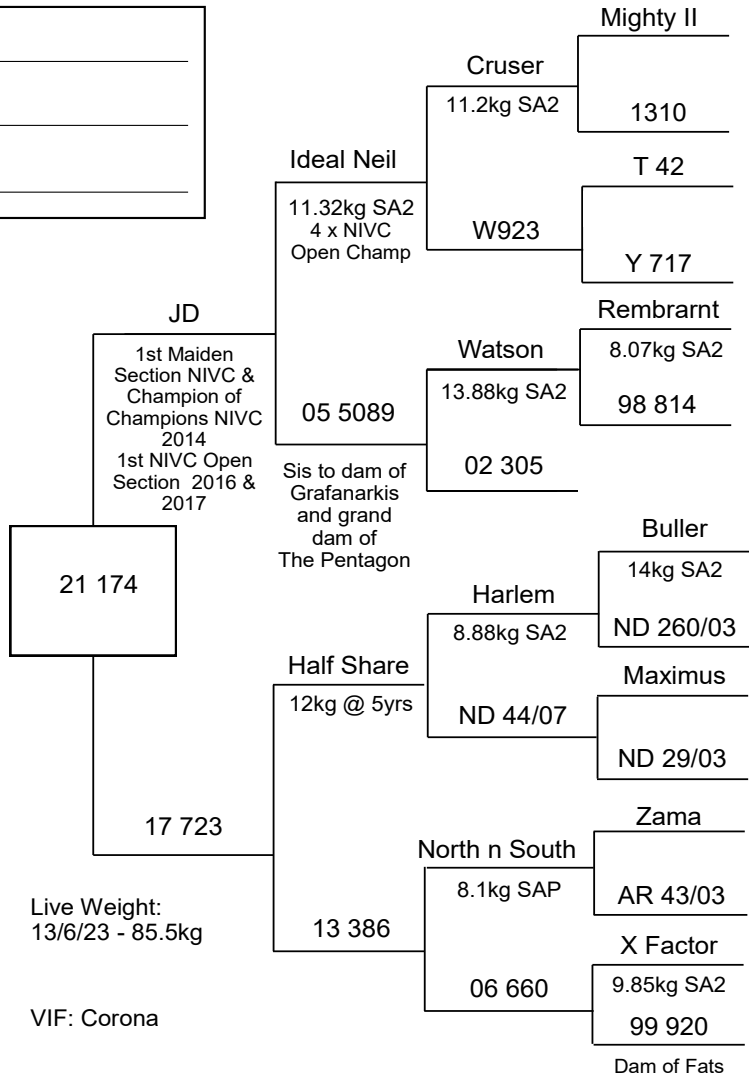 Mighty II
Cruser
11.2kg SA2
1310
Ideal Neil
T 42
11.32kg SA2
4 x NIVC
Open Champ
W923
Y 717
JD
Rembrarnt
1st Maiden
Section NIVC &
Champion of
Champions NIVC
2014
1st NIVC Open
Section 2016 &
2017
Watson
8.07kg SA2
13.88kg SA2
05 5089
98 814
Sis to dam of
Grafanarkis
and grand
dam of
The Pentagon
02 305
Buller
21 174
14kg SA2
Harlem
8.88kg SA2
ND 260/03
Half Share
Maximus
12kg @ 5yrs
ND 44/07
ND 29/03
17 723
Zama
North n South
8.1kg SAP
Live Weight:
13/6/23 - 85.5kg
AR 43/03
13 386
X Factor
9.85kg SA2
06 660
VIF: Corona
99 920
Dam of Fats